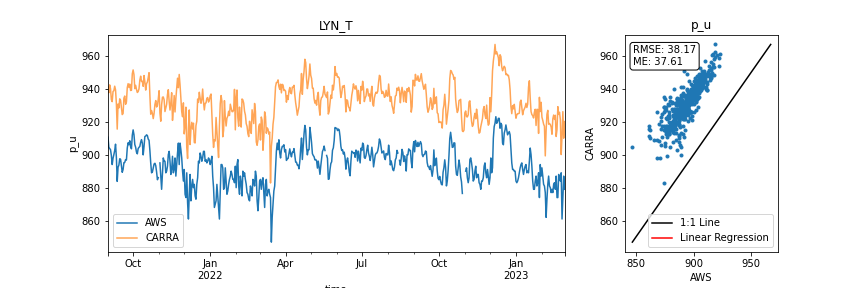 LYN_T
p_u
960
940
920
900
880
860
AWS
CARRA
Oct
Jan
2022
Apr
Jul
Oct
Jan
2023
p_u
RMSE: 38.17
ME: 37.61
CARRA
960
940
920
900
880
860
1:1 Line
Linear Regression
850
900
950
AWS